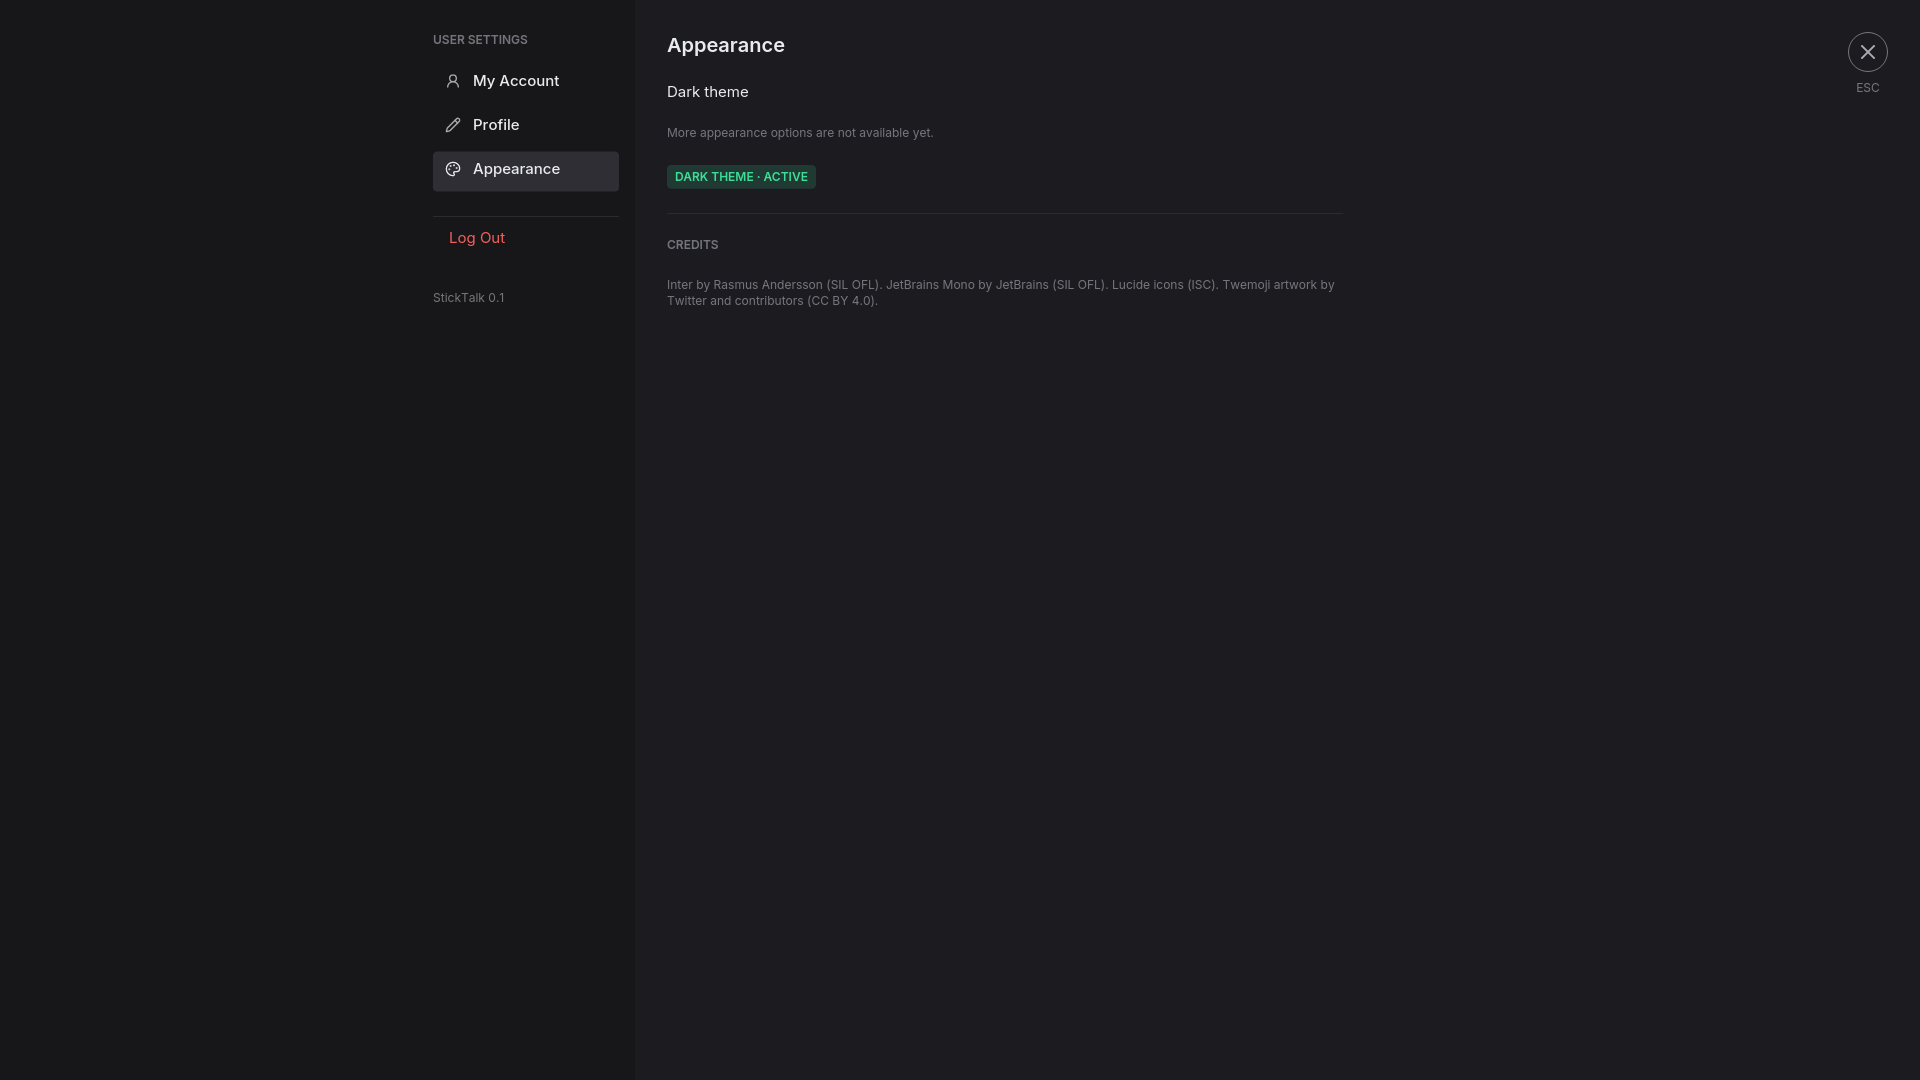 USER SETTINGS
My Account
Profile
Appearance
Log Out
StickTalk 0.1
Appearance
Dark theme
More appearance options are not available yet.
DARK THEME · ACTIVE
CREDITS
Inter by Rasmus Andersson (SIL OFL). JetBrains Mono by JetBrains (SIL OFL). Lucide icons (ISC). Twemoji artwork by
Twitter and contributors (CC BY 4.0).
ESC